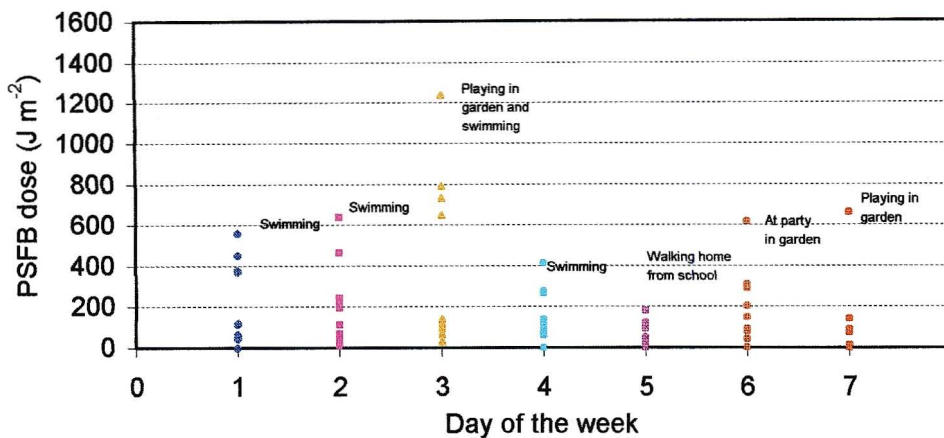 1600
1400
1200
1000
800
600
400
200
0
PSFB dose (J m-2)
Playing in
garden and
swimming
Swimming
Swimming
Swimming
Walking home
from school
At party
in garden
Playing in
garden
0 1 2 3 4 5 6 7
Day of the week